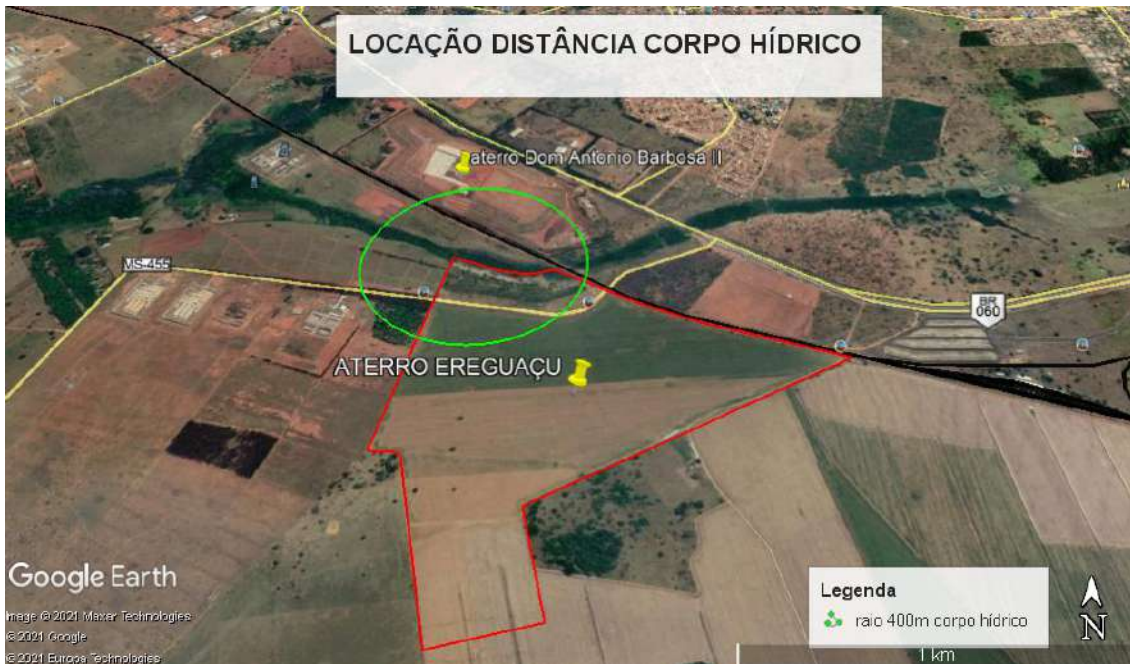 LOCAÇÃO DISTÂNCIA CORPO HÍDRICO
aterro Dom Antonio Barbosa II
MS-455
BR
060
ATERRO EREGUAÇU
Google Earth
Image © 2021 Maxar Technologies
© 2021 Google
© 2021 Europa Technologies
Legenda
raio 400m corpo hídrico
N
1 km